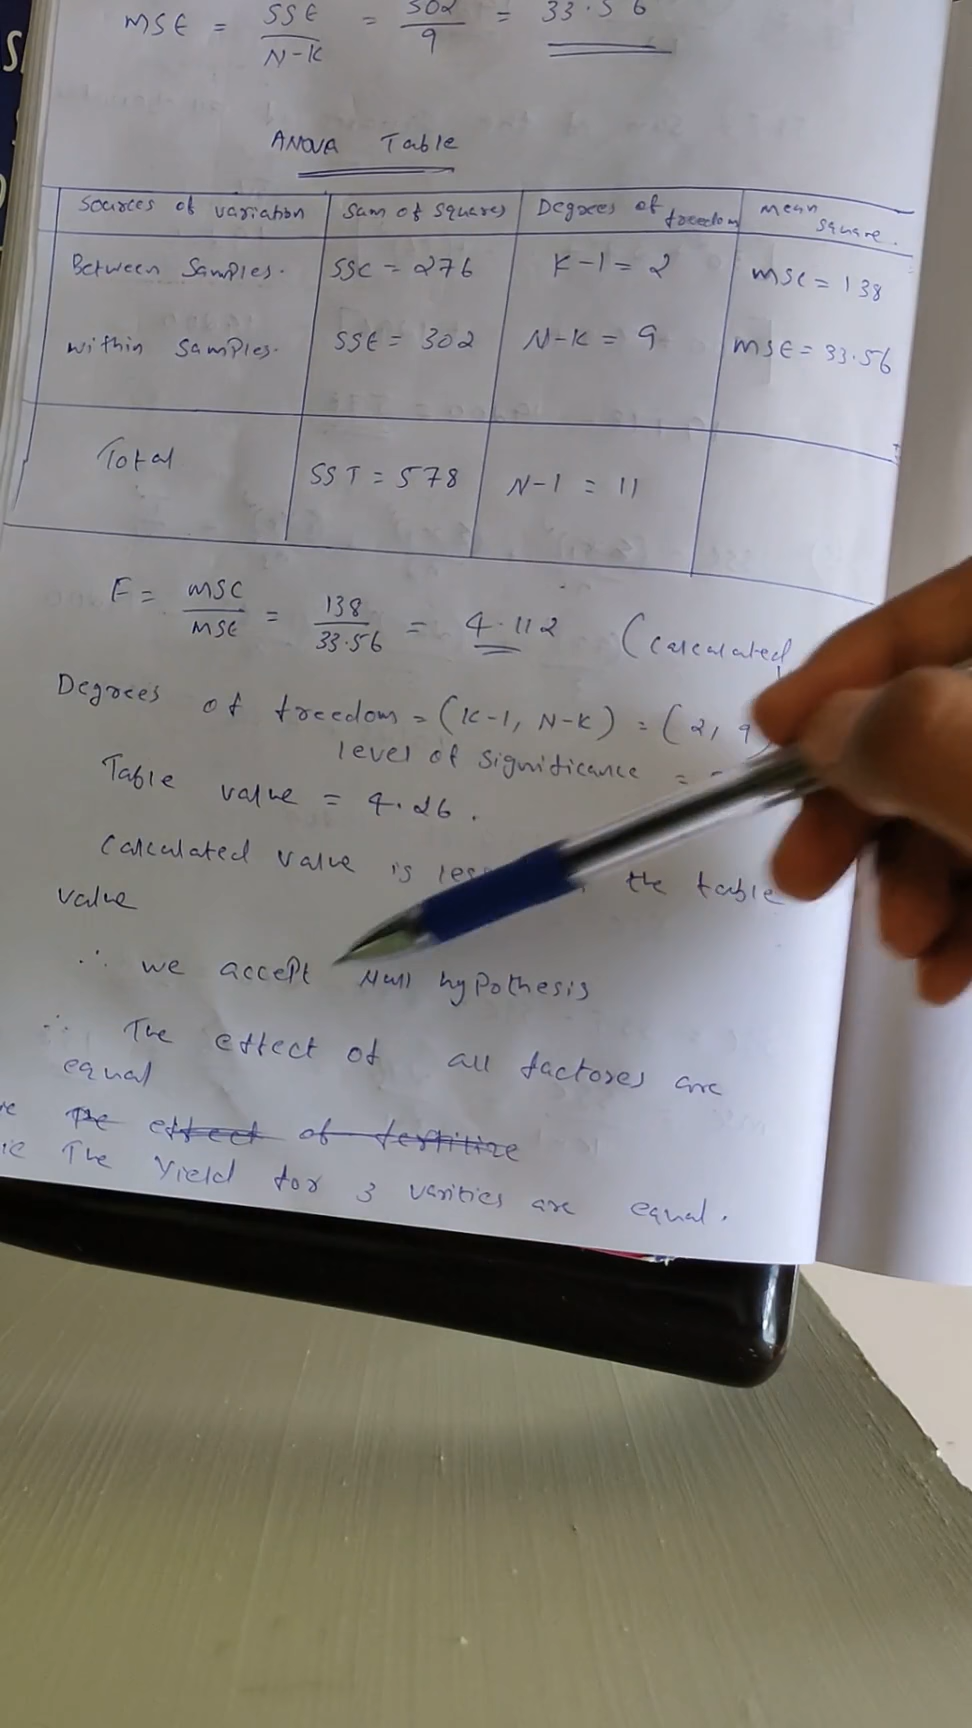 MSE = SSE / N-K = 302 / 9 = 33.56
ANOVA Table
Sources of variation | Sum of squares | Degrees of freedom | Mean square.
Between Samples. | SSC = 276 | K-1 = 2 | MSC = 138
Within Samples. | SSE = 302 | N-K = 9 | MSE = 33.56
Total | SST = 578 | N-1 = 11
F = MSC / MSE = 138 / 33.56 = 4.112 (calculated
Degrees of freedom = (K-1, N-K) = (2, 9
level of significance =
Table value = 4.26.
Calculated value is the table
value
∴ we accept Null hypothesis
∴ The effect of all factores are
equal
The effect of fertilize
ie The Yield for 3 varities are equal.